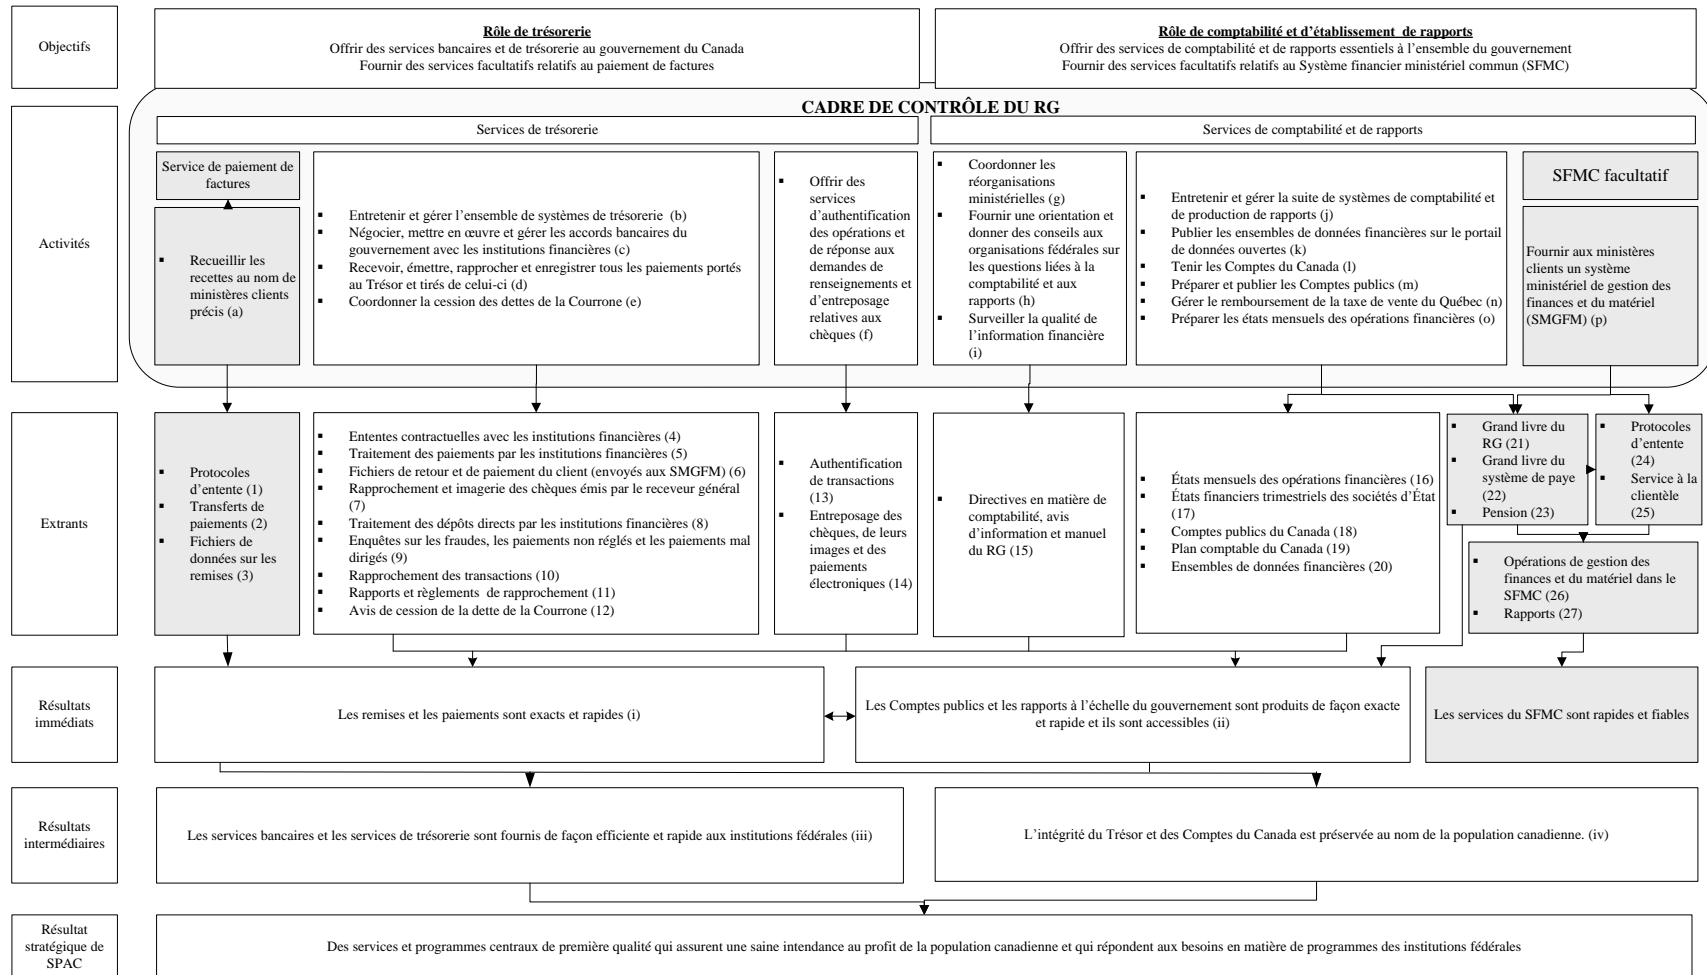 Objectifs
Rôle de trésorerie
Offrir des services bancaires et de trésorerie au gouvernement du Canada
Fournir des services facultatifs relatifs au paiement de factures
Rôle de comptabilité et d'établissement de rapports
Offrir des services de comptabilité et de rapports essentiels à l'ensemble du gouvernement
Fournir des services facultatifs relatifs au Système financier ministériel commun (SFMC)
CADRE DE CONTRÔLE DU RG
Activités
Services de trésorerie
Services de comptabilité et de rapports
Service de paiement de
factures
▪ Recueillir les
recettes au nom de
ministères clients
précis (a)
▪ Entretenir et gérer l'ensemble de systèmes de trésorerie (b)
▪ Négocier, mettre en œuvre et gérer les accords bancaires du
gouvernement avec les institutions financières (c)
▪ Recevoir, émettre, rapprocher et enregistrer tous les paiements portés
au Trésor et tirés de celui-ci (d)
▪ Coordonner la cession des dettes de la Courrone (e)
▪ Offrir des
services
d'authentification
des opérations et
de réponse aux
demandes de
renseignements et
d'entreposage
relatives aux
chèques (f)
▪ Coordonner les
réorganisations
ministérielles (g)
▪ Fournir une orientation et
donner des conseils aux
organisations fédérales sur
les questions liées à la
comptabilité et aux
rapports (h)
▪ Surveiller la qualité de
l'information financière
(i)
▪ Entretenir et gérer la suite de systèmes de comptabilité et
de production de rapports (j)
▪ Publier les ensembles de données financières sur le portail
de données ouvertes (k)
▪ Tenir les Comptes du Canada (l)
▪ Préparer et publier les Comptes publics (m)
▪ Gérer le remboursement de la taxe de vente du Québec (n)
▪ Préparer les états mensuels des opérations financières (o)
SFMC facultatif
Fournir aux ministères
clients un système
ministériel de gestion des
finances et du matériel
(SMGFM) (p)
Extrants
▪ Protocoles
d'entente (1)
▪ Transferts de
paiements (2)
▪ Fichiers de
données sur les
remises (3)
▪ Ententes contractuelles avec les institutions financières (4)
▪ Traitement des paiements par les institutions financières (5)
▪ Fichiers de retour et de paiement du client (envoyés aux SMGFM) (6)
▪ Rapprochement et imagerie des chèques émis par le receveur général
(7)
▪ Traitement des dépôts directs par les institutions financières (8)
▪ Enquêtes sur les fraudes, les paiements non réglés et les paiements mal
dirigés (9)
▪ Rapprochement des transactions (10)
▪ Rapports et règlements de rapprochement (11)
▪ Avis de cession de la dette de la Courrone (12)
▪ Authentification
de transactions
(13)
▪ Entreposage des
chèques, de leurs
images et des
paiements
électroniques (14)
▪ Directives en matière de
comptabilité, avis
d'information et manuel
du RG (15)
▪ États mensuels des opérations financières (16)
▪ États financiers trimestriels des sociétés d'État
(17)
▪ Comptes publics du Canada (18)
▪ Plan comptable du Canada (19)
▪ Ensembles de données financières (20)
▪ Grand livre du
RG (21)
▪ Grand livre du
système de paye
(22)
▪ Pension (23)
▪ Protocoles
d'entente
(24)
▪ Service à la
clientèle
(25)
▪ Opérations de gestion des
finances et du matériel dans le
SFMC (26)
▪ Rapports (27)
Résultats
immédiats
Les remises et les paiements sont exacts et rapides (i)
Les Comptes publics et les rapports à l'échelle du gouvernement sont produits de façon exacte
et rapide et ils sont accessibles (ii)
Les services du SFMC sont rapides et fiables
Résultats
intermédiaires
Les services bancaires et les services de trésorerie sont fournis de façon efficiente et rapide aux institutions fédérales (iii)
L'intégrité du Trésor et des Comptes du Canada est préservée au nom de la population canadienne. (iv)
Résultat
stratégique de
SPAC
Des services et programmes centraux de première qualité qui assurent une saine intendance au profit de la population canadienne et qui répondent aux besoins en matière de programmes des institutions fédérales